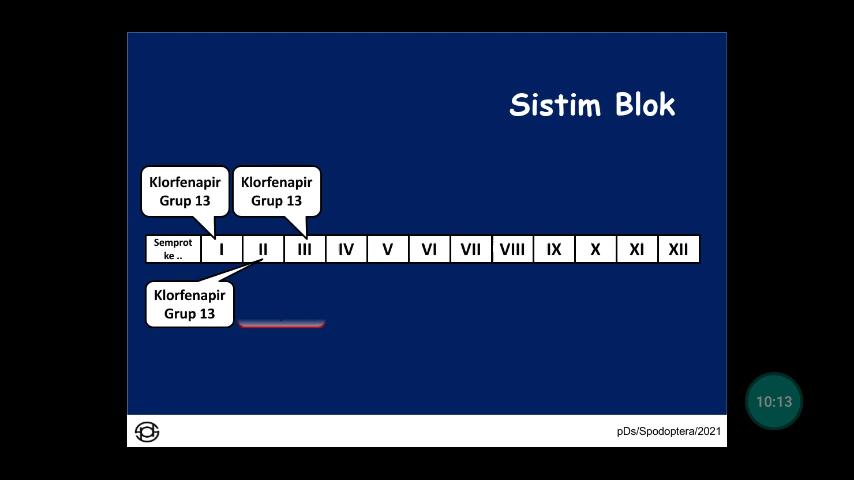 Sistim Blok
Klorfenapir
Grup 13
Klorfenapir
Grup 13
Semprot
ke ..
I II III IV V VI VII VIII IX X XI XII
Klorfenapir
Grup 13
10:13
pDs/Spodoptera/2021